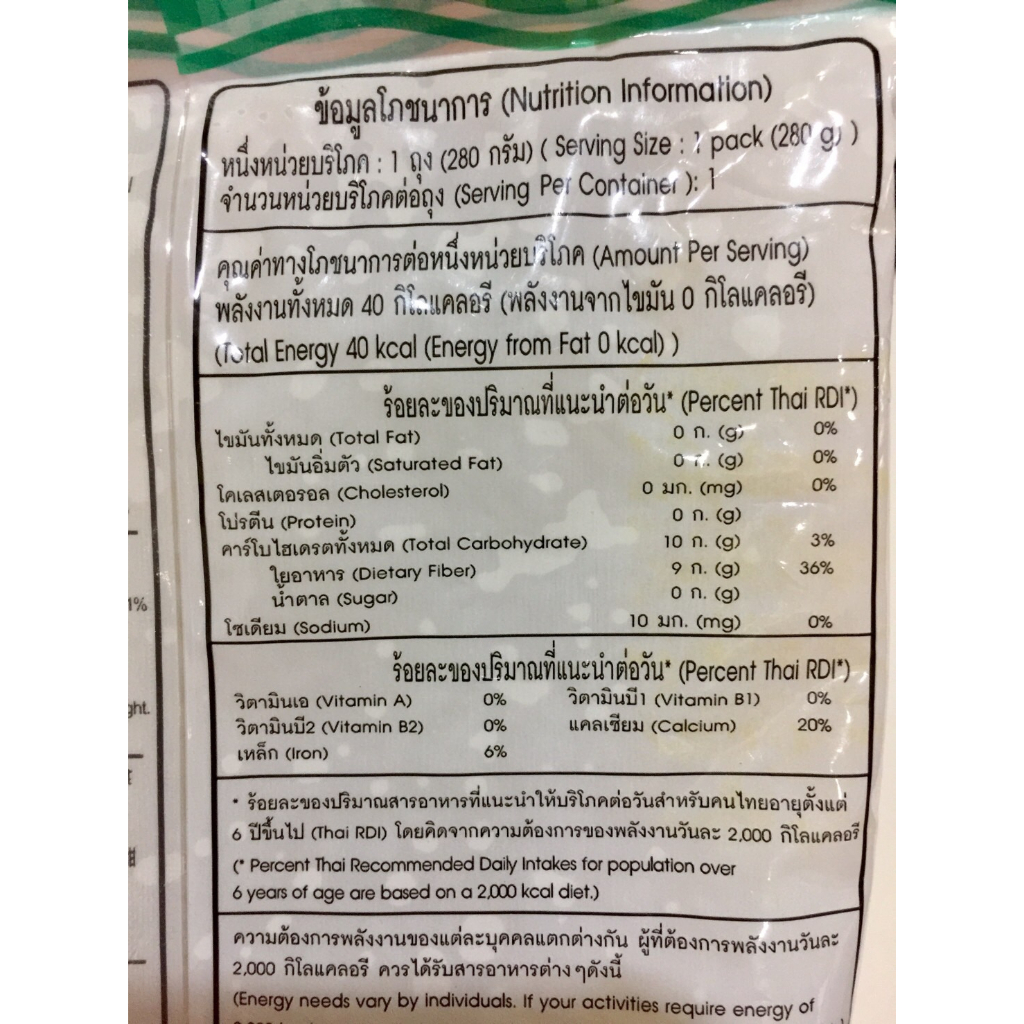 ข้อมูลโภชนาการ (Nutrition Information)
หนึ่งหน่วยบริโภค : 1 ถุง (280 กรัม) ( Serving Size : 1 pack (280 g) )
จำนวนหน่วยบริโภคต่อถุง (Serving Per Container ): 1
คุณค่าทางโภชนาการต่อหนึ่งหน่วยบริโภค (Amount Per Serving)
พลังงานทั้งหมด 40 กิโลแคลอรี (พลังงานจากไขมัน 0 กิโลแคลอรี)
(Total Energy 40 kcal (Energy from Fat 0 kcal) )
ร้อยละของปริมาณที่แนะนำต่อวัน* (Percent Thai RDI*)
ไขมันทั้งหมด (Total Fat) 0 ก. (g) 0%
ไขมันอิ่มตัว (Saturated Fat) 0 ก. (g) 0%
โคเลสเตอรอล (Cholesterol) 0 มก. (mg) 0%
โปรตีน (Protein) 0 ก. (g)
คาร์โบไฮเดรตทั้งหมด (Total Carbohydrate) 10 ก. (g) 3%
ใยอาหาร (Dietary Fiber) 9 ก. (g) 36%
น้ำตาล (Sugar) 0 ก. (g)
โซเดียม (Sodium) 10 มก. (mg) 0%
ร้อยละของปริมาณที่แนะนำต่อวัน* (Percent Thai RDI*)
วิตามินเอ (Vitamin A) 0% วิตามินบี1 (Vitamin B1) 0%
วิตามินบี2 (Vitamin B2) 0% แคลเซียม (Calcium) 20%
เหล็ก (Iron) 6%
* ร้อยละของปริมาณสารอาหารที่แนะนำให้บริโภคต่อวันสำหรับคนไทยอายุตั้งแต่
6 ปีขึ้นไป (Thai RDI) โดยคิดจากความต้องการของพลังงานวันละ 2,000 กิโลแคลอรี
(* Percent Thai Recommended Daily Intakes for population over
6 years of age are based on a 2,000 kcal diet.)
ความต้องการพลังงานของแต่ละบุคคลแตกต่างกัน ผู้ที่ต้องการพลังงานวันละ
2,000 กิโลแคลอรี ควรได้รับสารอาหารต่าง ๆดังนี้
(Energy needs vary by individuals. If your activities require energy of
1%
ght.